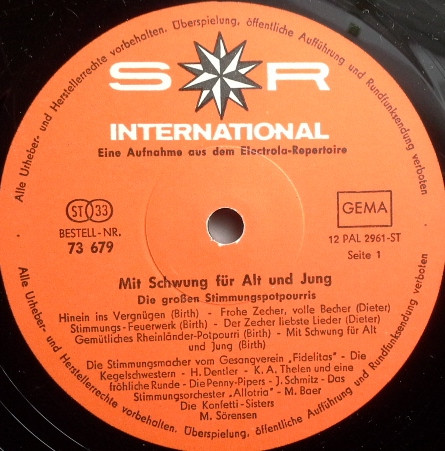 Alle Urheber- und Herstellerrechte vorbehalten. Überspielung, öffentliche Aufführung und Rundfunksendung verboten
S R
INTERNATIONAL
Eine Aufnahme aus dem Electrola-Repertoire
ST 33
BESTELL-NR.
73 679
GEMA
12 PAL 2961-ST
Seite 1
Mit Schwung für Alt und Jung
Die großen Stimmungspotpourris
Hinein ins Vergnügen (Birth) - Frohe Zecher, volle Becher (Dieter)
Stimmungs-Feuerwerk (Birth) - Der Zecher liebste Lieder (Dieter)
Gemütliches Rheinländer-Potpourri (Birth) - Mit Schwung für Alt
und Jung (Birth)
Die Stimmungsmacher vom Gesangverein „Fidelitas" - Die
Kegelschwestern - H. Dentler - K. A. Thelen und eine
fröhliche Runde - Die Penny-Pipers - J. Schmitz - Das
Stimmungsorchester „Allotria" - M. Baer
Die Konfetti-Sisters
M. Sörensen
Alle Urheber- und Herstellerrechte vorbehalten. Überspielung, öffentliche Aufführung und Rundfunksendung verboten